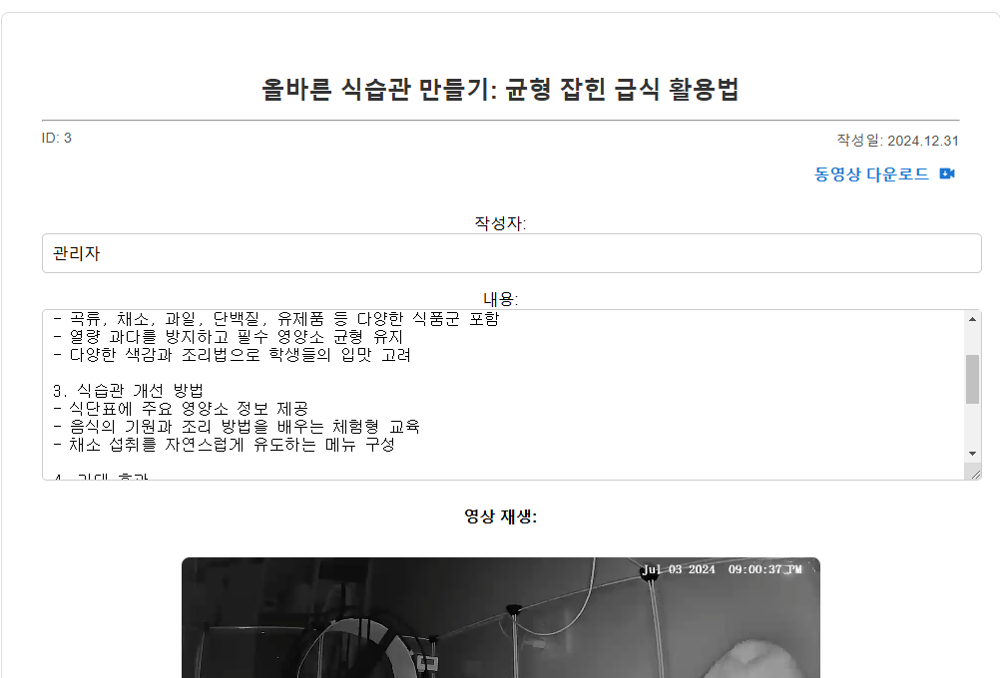 올바른 식습관 만들기: 균형 잡힌 급식 활용법
ID: 3
작성일: 2024.12.31
동영상 다운로드
작성자:
관리자
내용:
- 곡류, 채소, 과일, 단백질, 유제품 등 다양한 식품군 포함
- 열량 과다를 방지하고 필수 영양소 균형 유지
- 다양한 색감과 조리법으로 학생들의 입맛 고려
3. 식습관 개선 방법
- 식단표에 주요 영양소 정보 제공
- 음식의 기원과 조리 방법을 배우는 체험형 교육
- 채소 섭취를 자연스럽게 유도하는 메뉴 구성
4. 기대 효과
영상 재생:
Jul 03 2024 09:00:37 PM